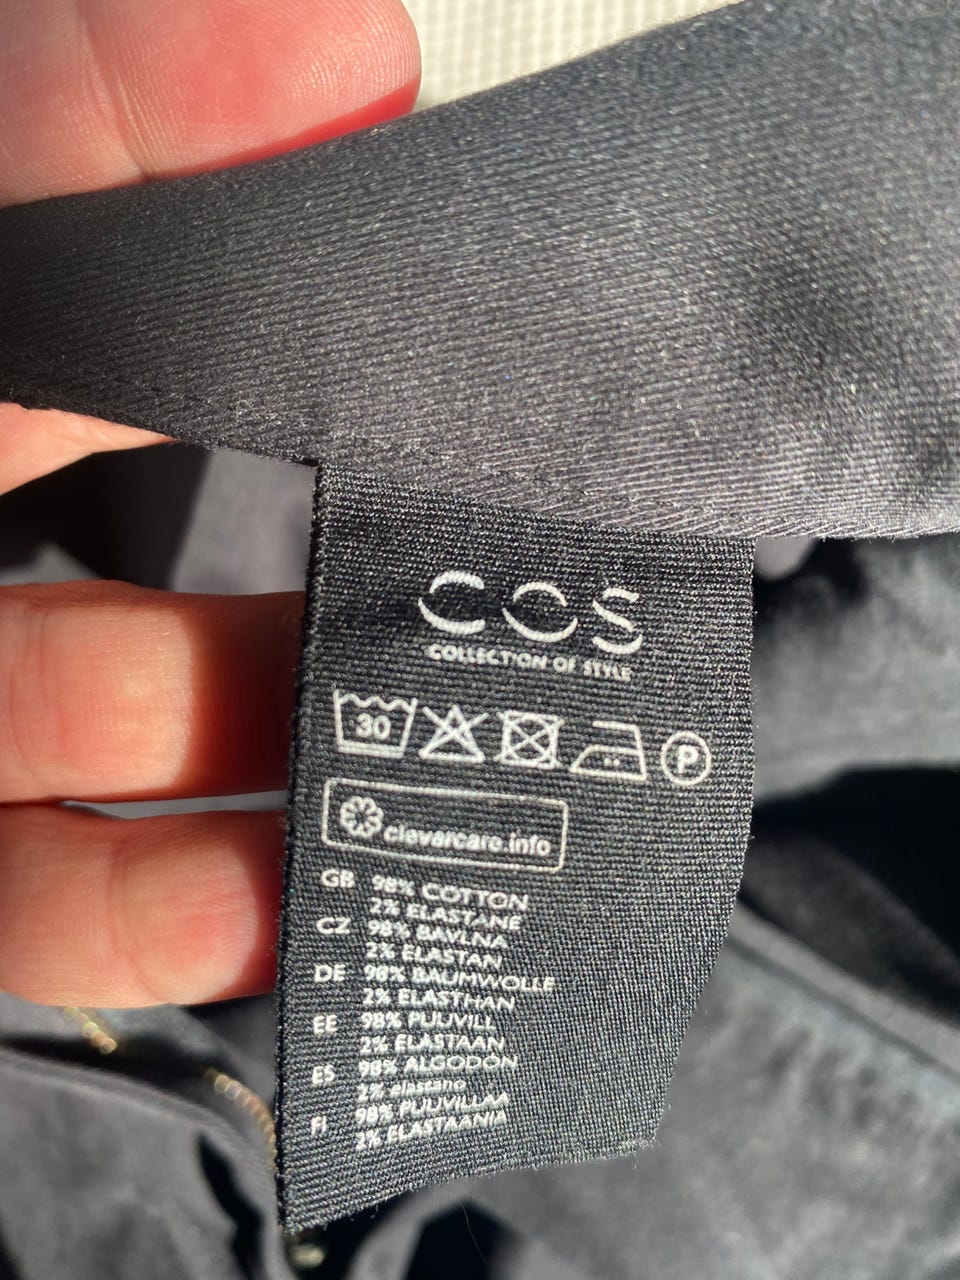 COS
COLLECTION OF STYLE
30 P
clevercare.info
GB 98% COTTON
2% ELASTANE
CZ 98% BAVLNA
2% ELASTAN
DE 98% BAUMWOLLE
2% ELASTHAN
EE 98% PUUVILL
2% ELASTAAN
ES 98% ALGODÓN
2% elastano
FI 98% PUUVILLAA
2% ELASTAANIA